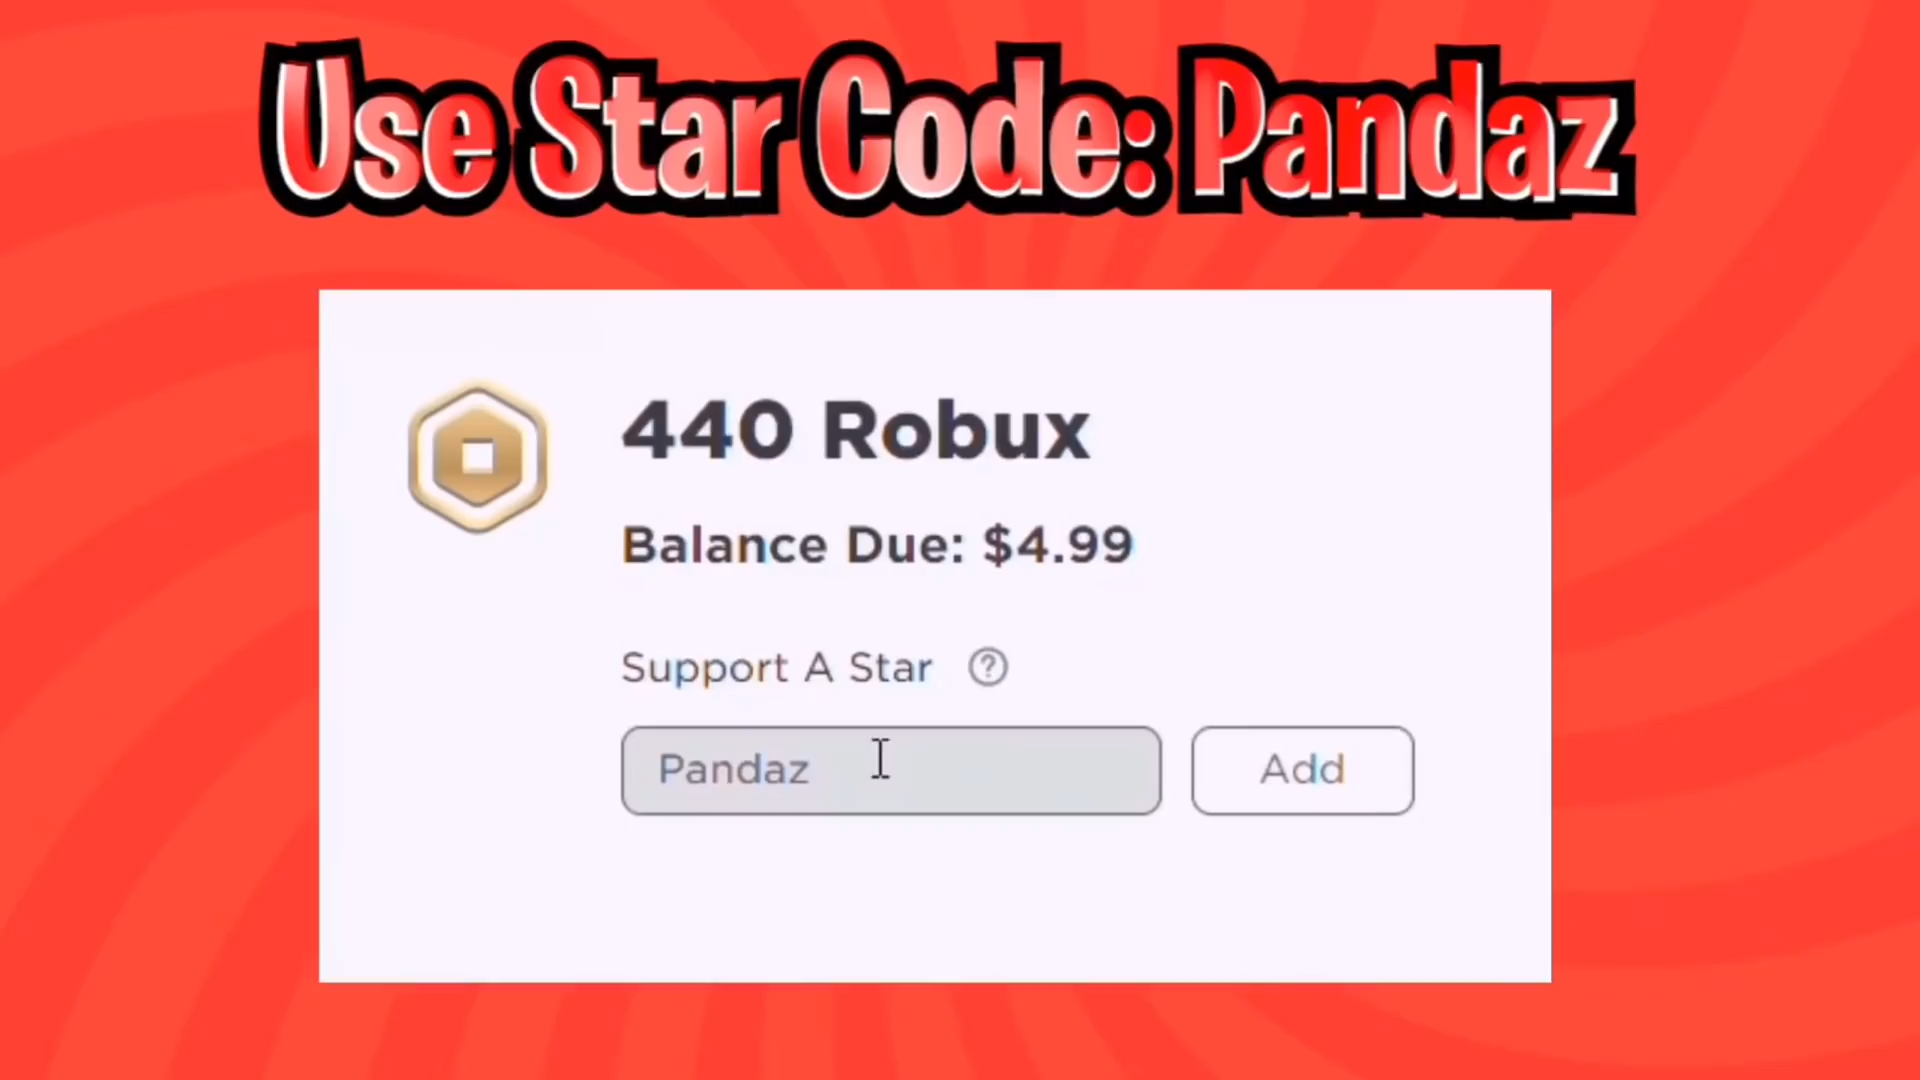 Use Star Code: Pandaz
440 Robux
Balance Due: $4.99
Support A Star ?
Pandaz
Add